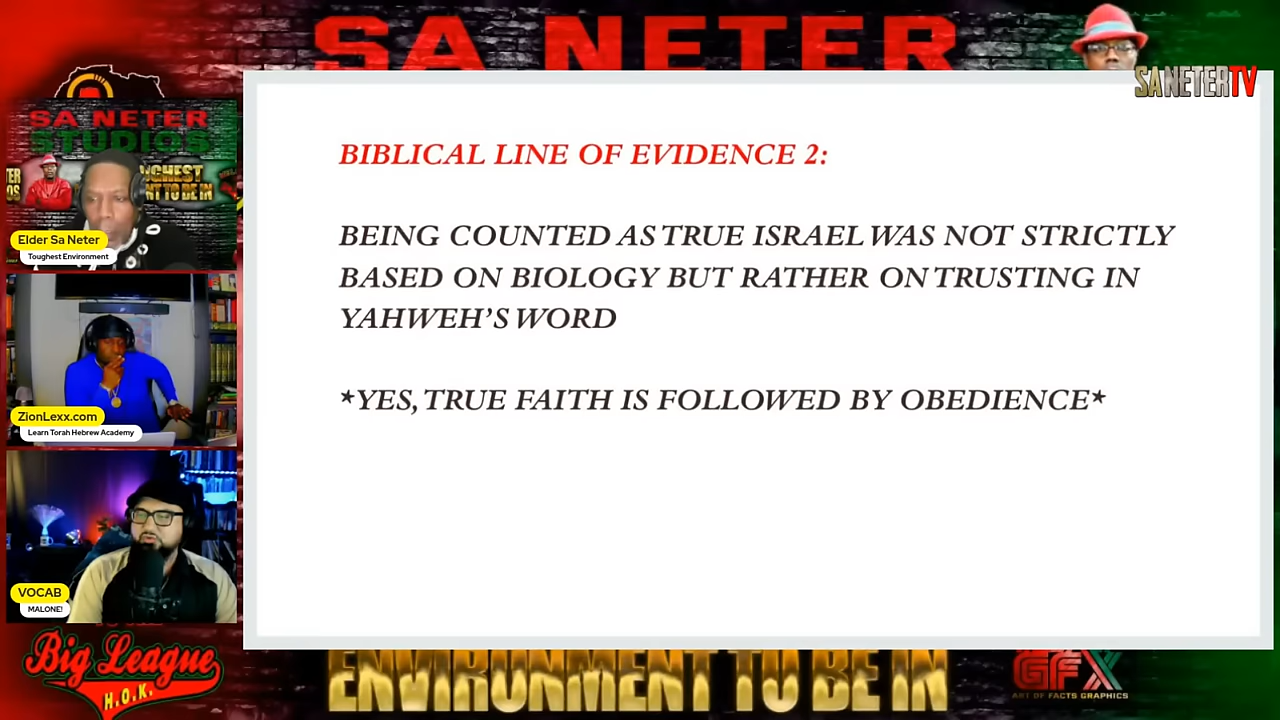 SA NETER
SANETERTV
SA NETER
STUDIOS
Elder Sa Neter
Toughest Environment
ZionLexx.com
Learn Torah Hebrew Academy
VOCAB
MALONE!
Big League
H.O.K.
BIBLICAL LINE OF EVIDENCE 2:
BEING COUNTED AS TRUE ISRAEL WAS NOT STRICTLY
BASED ON BIOLOGY BUT RATHER ON TRUSTING IN
YAHWEH'S WORD
*YES, TRUE FAITH IS FOLLOWED BY OBEDIENCE*
ENVIRONMENT TO BE IN
GFX
ART OF FACTS GRAPHICS